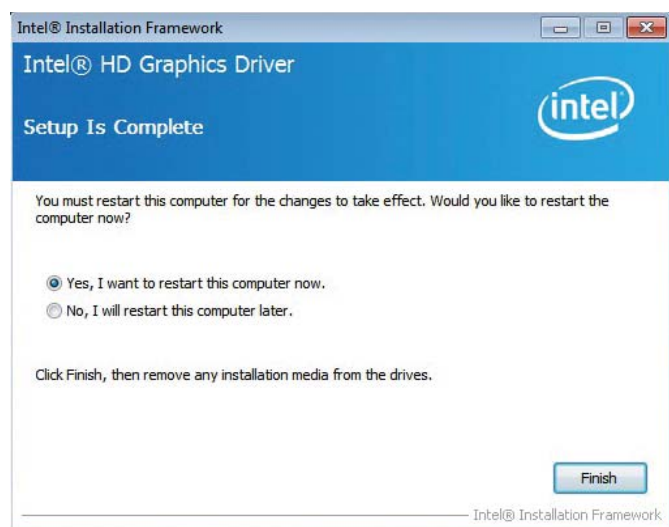 Intel® Installation Framework
Intel® HD Graphics Driver
intel®
Setup Is Complete
You must restart this computer for the changes to take effect. Would you like to restart the
computer now?
Yes, I want to restart this computer now.
No, I will restart this computer later.
Click Finish, then remove any installation media from the drives.
Finish
Intel® Installation Framework